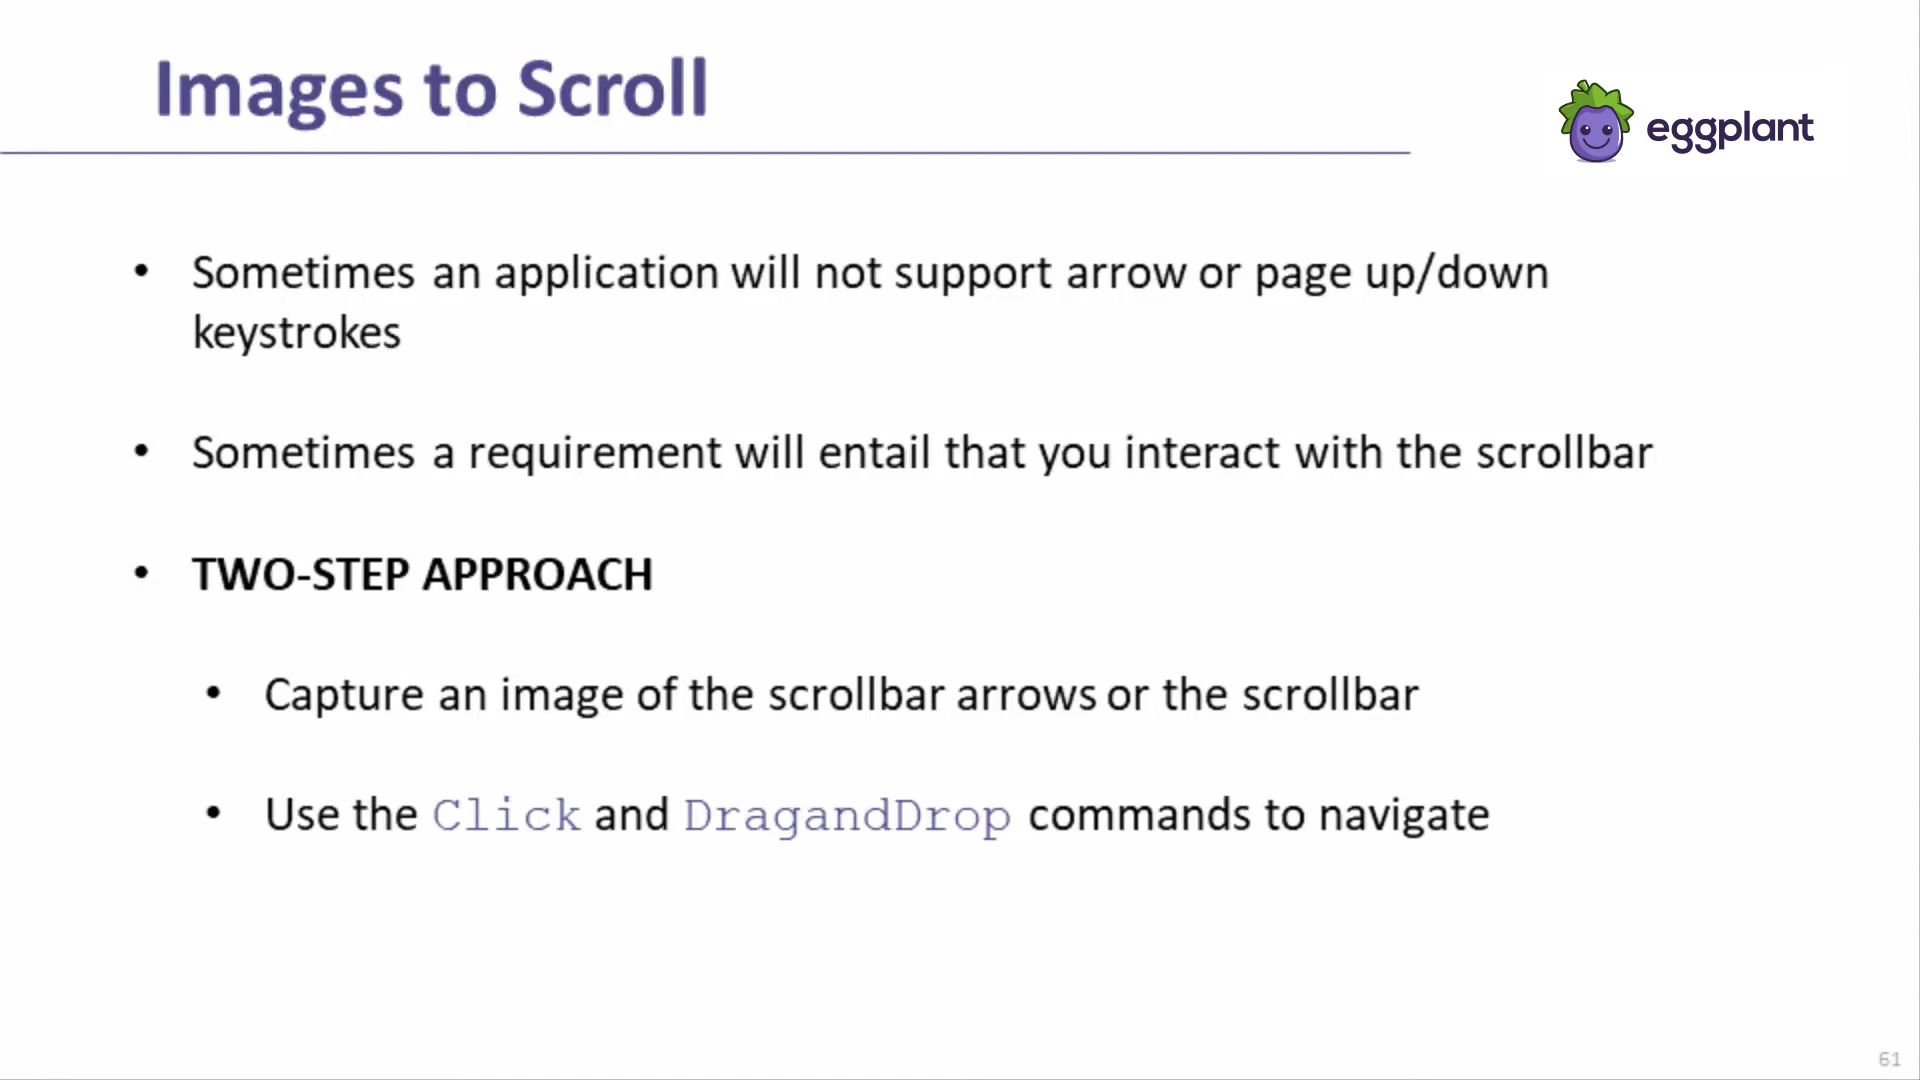 Images to Scroll
eggplant
• Sometimes an application will not support arrow or page up/down
keystrokes
• Sometimes a requirement will entail that you interact with the scrollbar
• TWO-STEP APPROACH
• Capture an image of the scrollbar arrows or the scrollbar
• Use the Click and DragandDrop commands to navigate
61